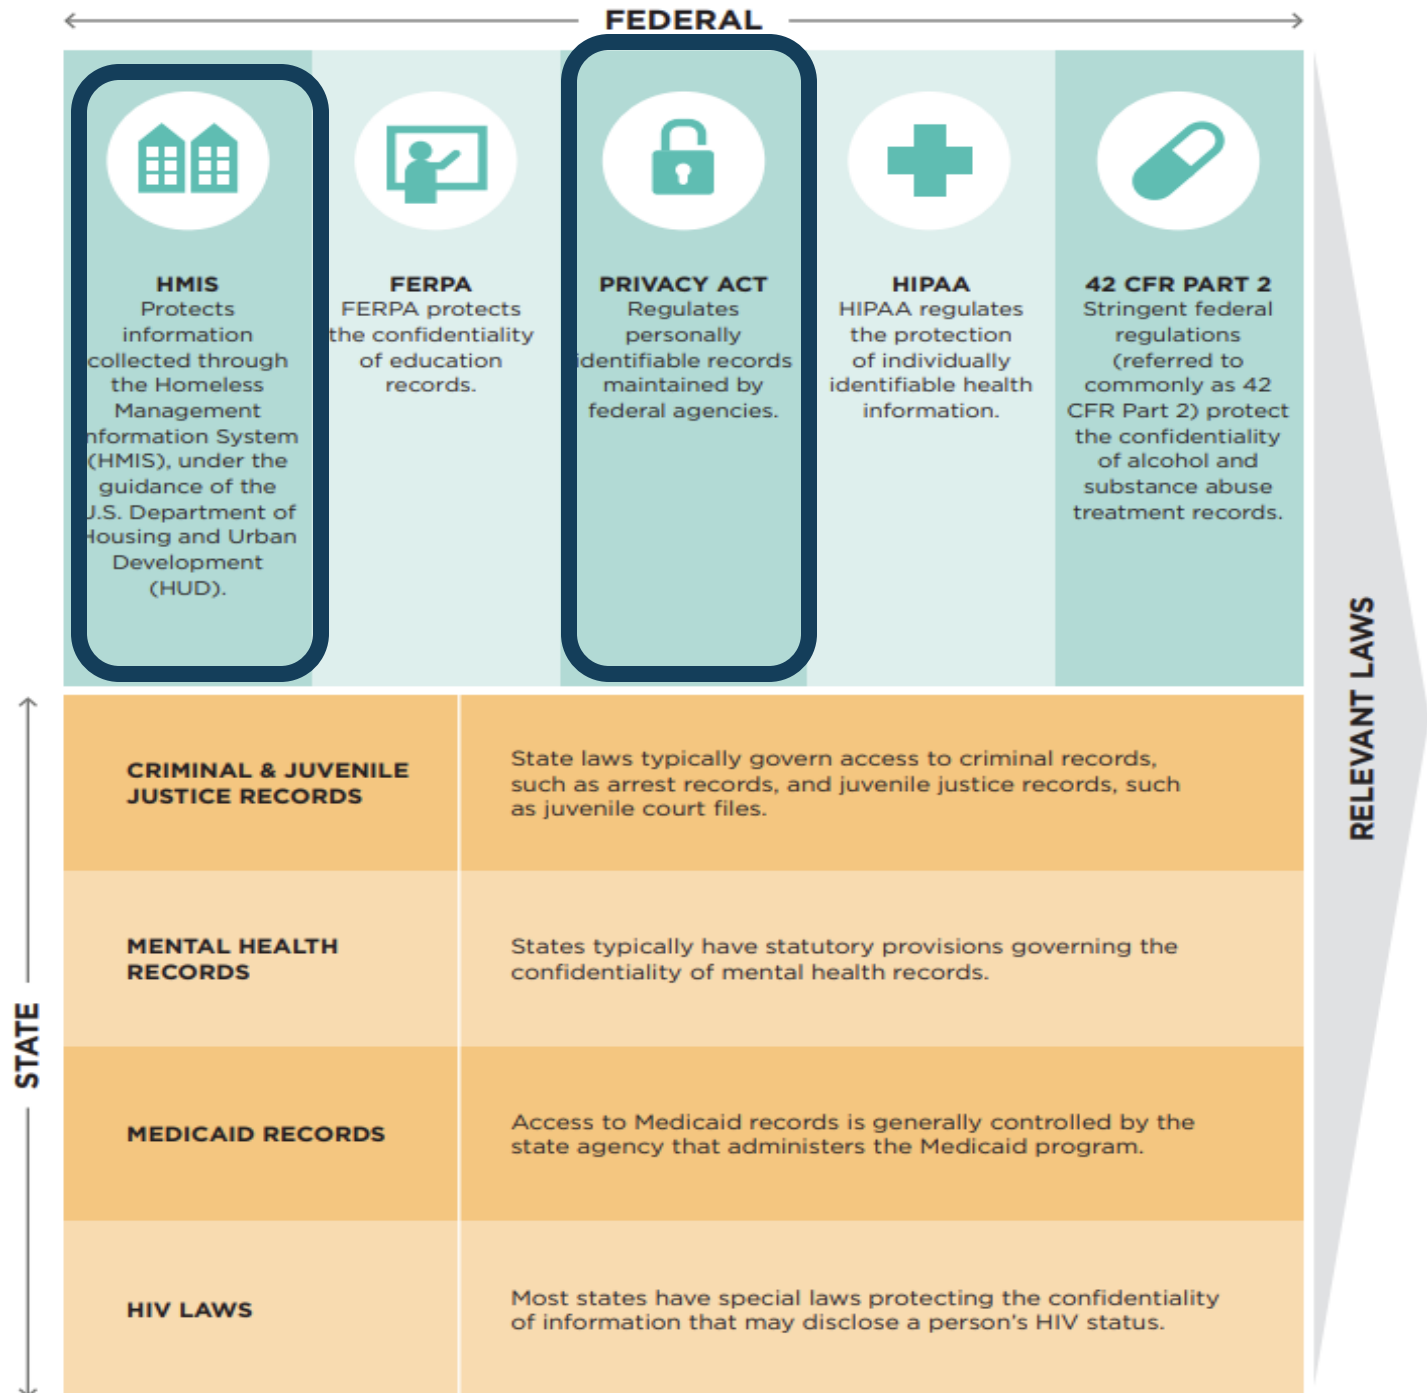 FEDERAL
HMIS
Protects
information
collected through
the Homeless
Management
nformation System
(HMIS), under the
guidance of the
U.S. Department of
Housing and Urban
Development
(HUD).
FERPA
FERPA protects
the confidentiality
of education
records.
PRIVACY ACT
Regulates
personally
identifiable records
maintained by
federal agencies.
HIPAA
HIPAA regulates
the protection
of individually
identifiable health
information.
42 CFR PART 2
Stringent federal
regulations
(referred to
commonly as 42
CFR Part 2) protect
the confidentiality
of alcohol and
substance abuse
treatment records.
RELEVANT LAWS
STATE
CRIMINAL & JUVENILE
JUSTICE RECORDS
State laws typically govern access to criminal records,
such as arrest records, and juvenile justice records, such
as juvenile court files.
MENTAL HEALTH
RECORDS
States typically have statutory provisions governing the
confidentiality of mental health records.
MEDICAID RECORDS
Access to Medicaid records is generally controlled by the
state agency that administers the Medicaid program.
HIV LAWS
Most states have special laws protecting the confidentiality
of information that may disclose a person's HIV status.